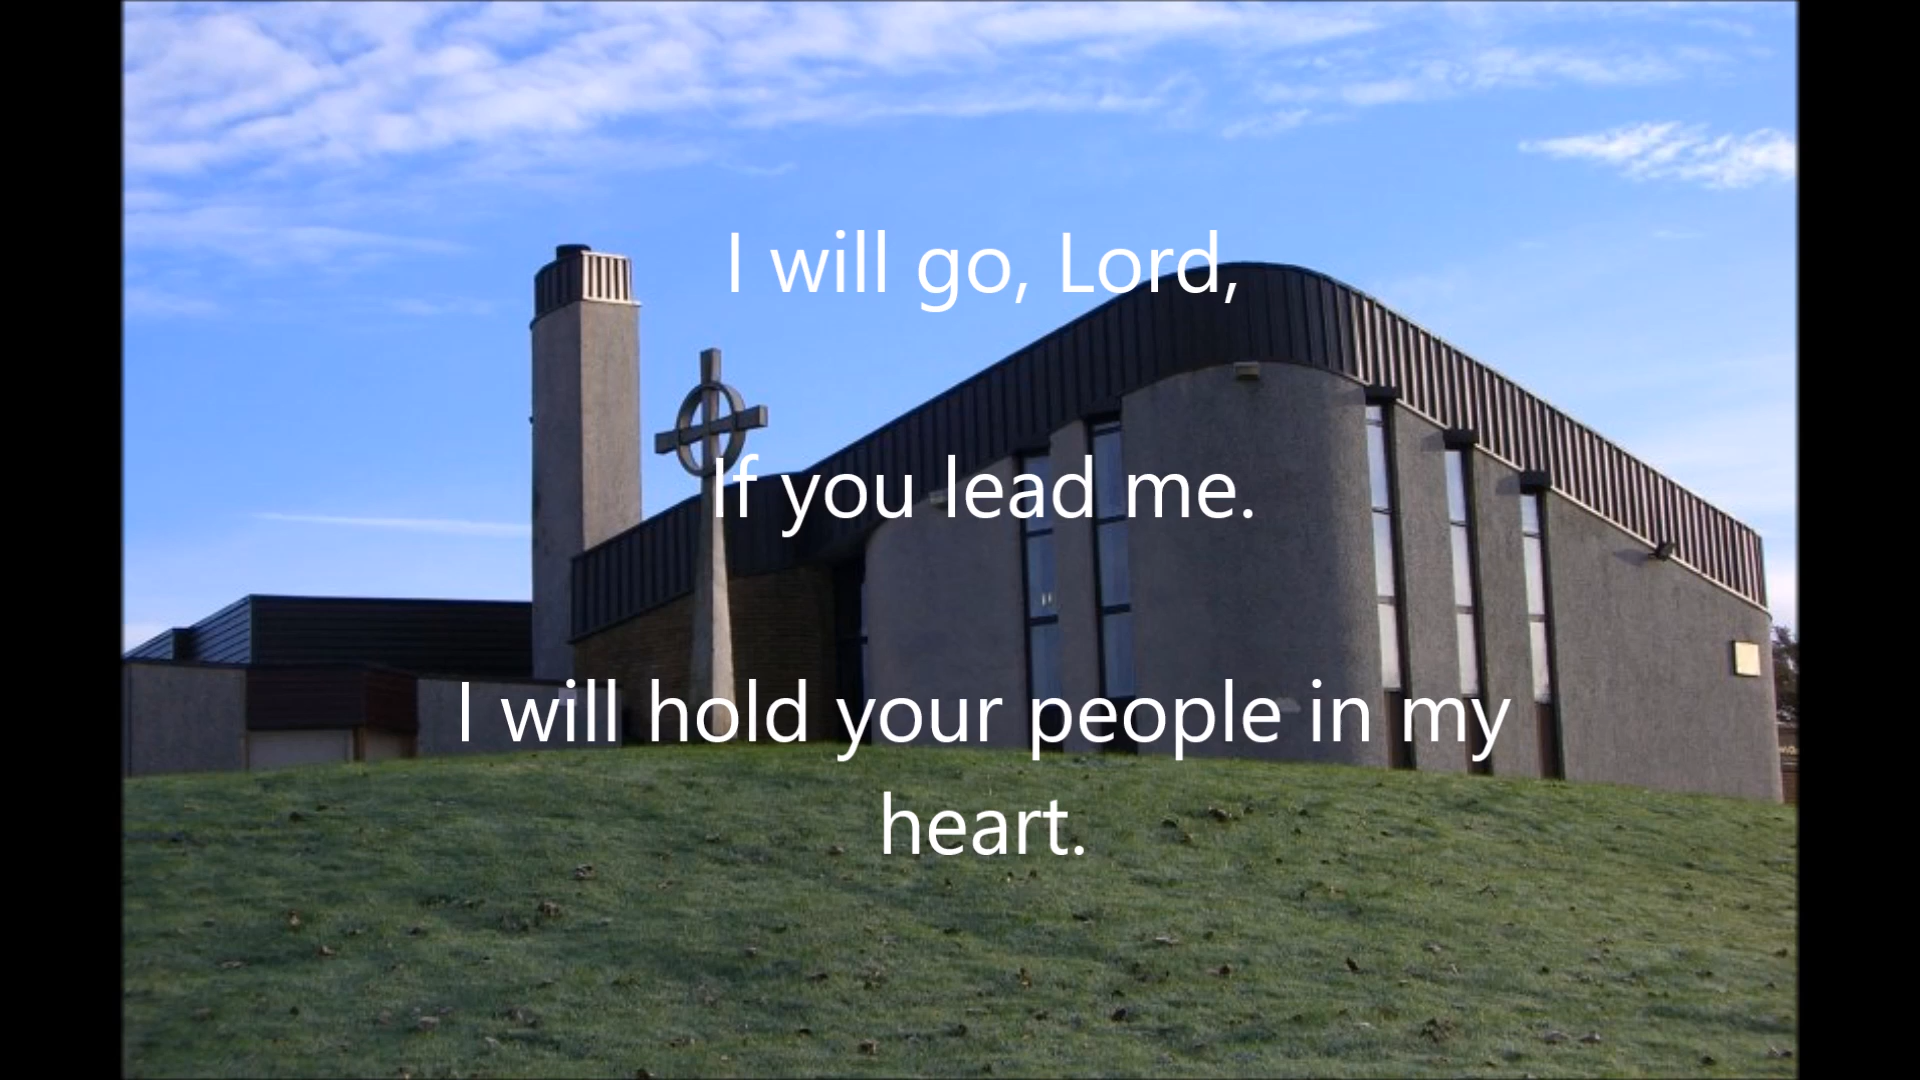 I will go, Lord,
If you lead me.
I will hold your people in my
heart.